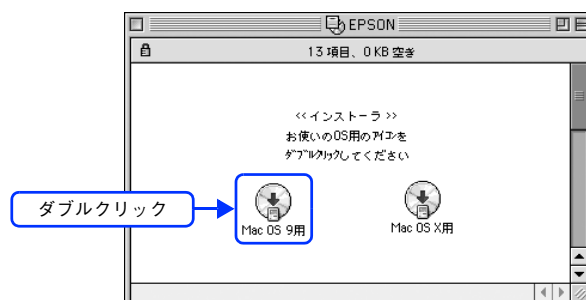 EPSON
13 項目、0 KB 空き
<< インストーラ >>
お使いのOS用のｱｲｺﾝを
ﾀﾞﾌﾞﾙｸﾘｯｸしてください
ダブルクリック
Mac OS 9用
Mac OS X用